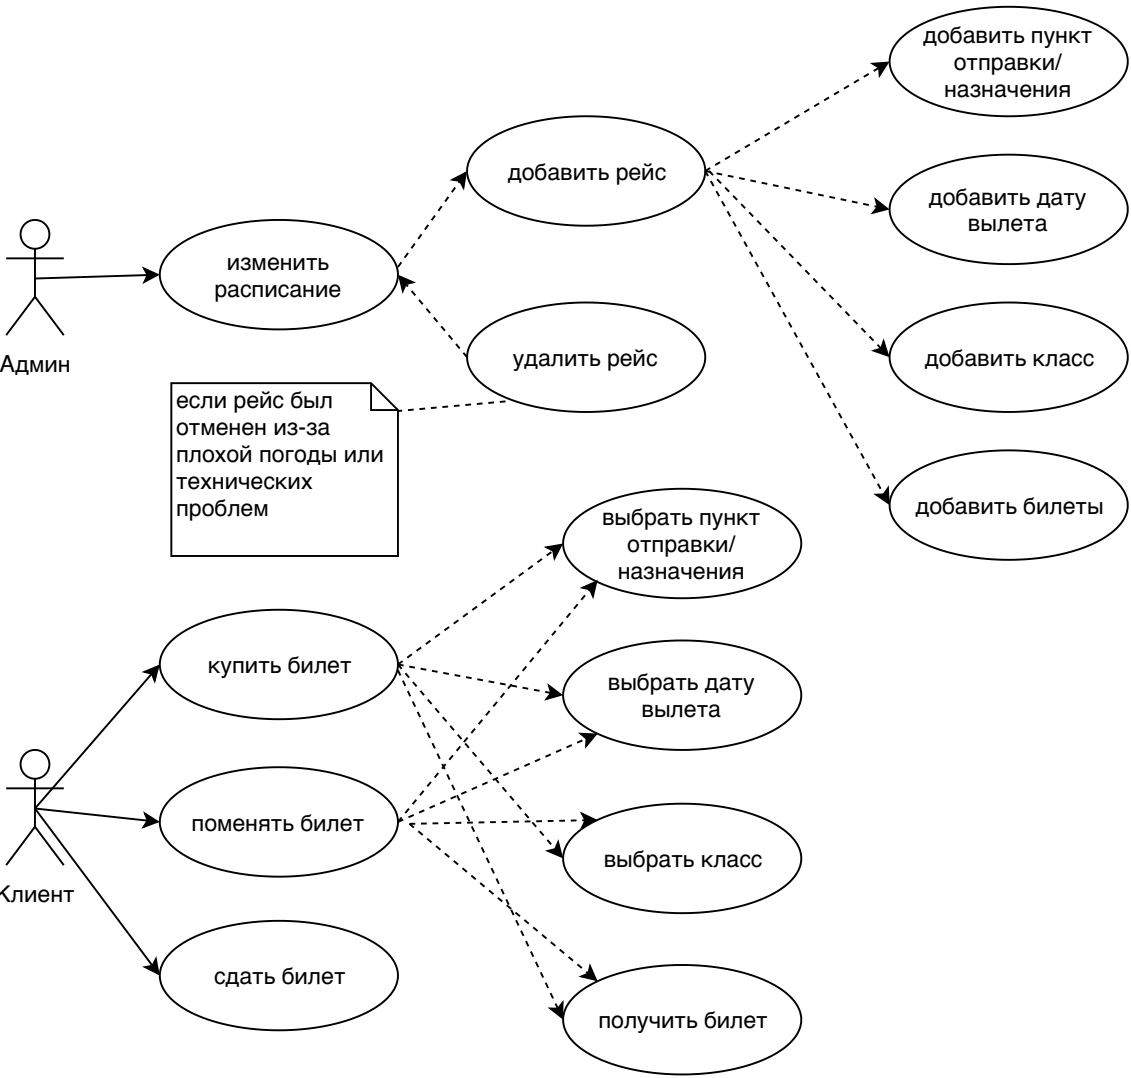 добавить пункт
отправки/
назначения
добавить рейс
добавить дату
вылета
изменить
расписание
Админ
удалить рейс
добавить класс
если рейс был
отменен из-за
плохой погоды или
технических
проблем
добавить билеты
выбрать пункт
отправки/
назначения
купить билет
выбрать дату
вылета
поменять билет
выбрать класс
Клиент
сдать билет
получить билет